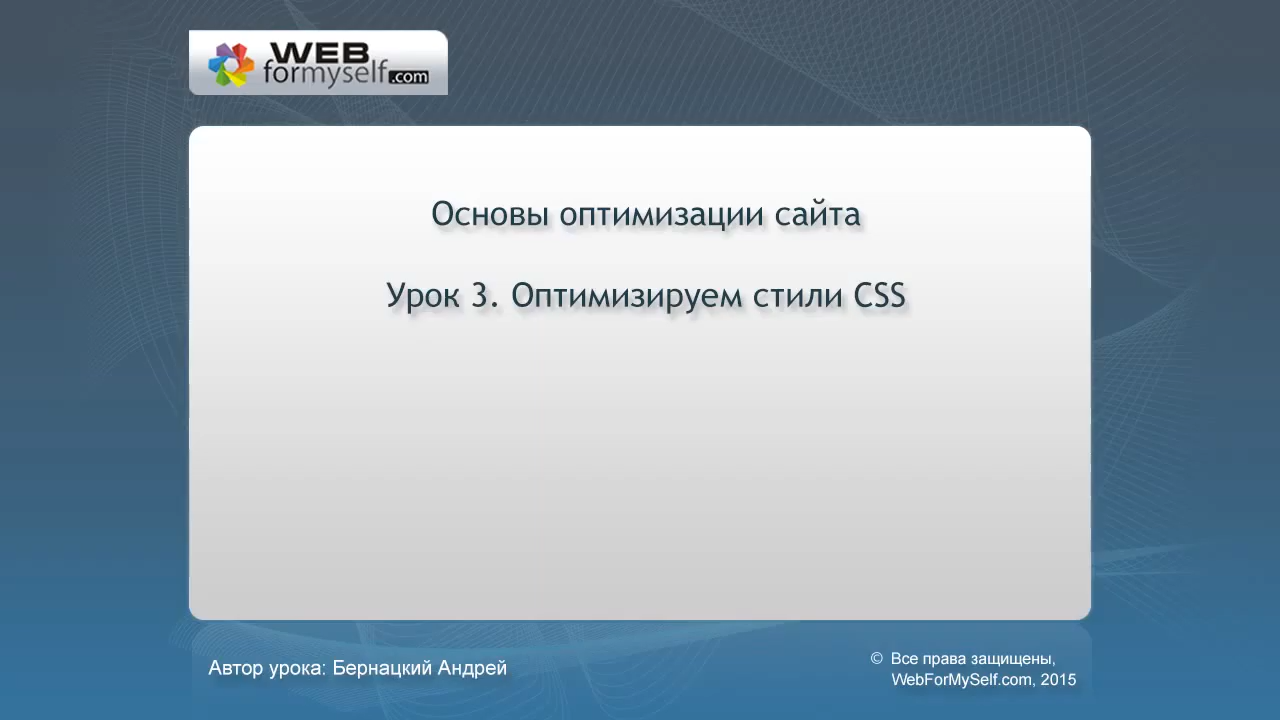 WEB
formyself.com
Основы оптимизации сайта
Урок 3. Оптимизируем стили CSS
Автор урока: Бернацкий Андрей
© Все права защищены,
WebForMySelf.com, 2015